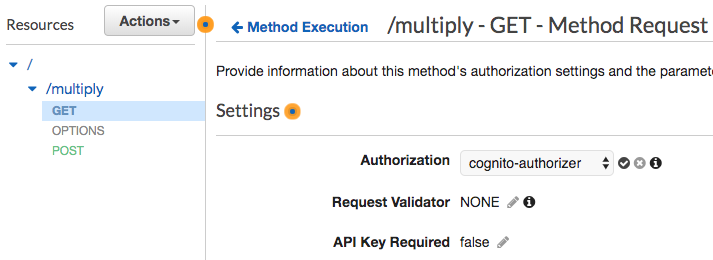 Resources
Actions
/
/multiply
GET
OPTIONS
POST
Method Execution /multiply - GET - Method Request
Provide information about this method's authorization settings and the
Settings
Authorization cognito-authorizer
Request Validator NONE
API Key Required false